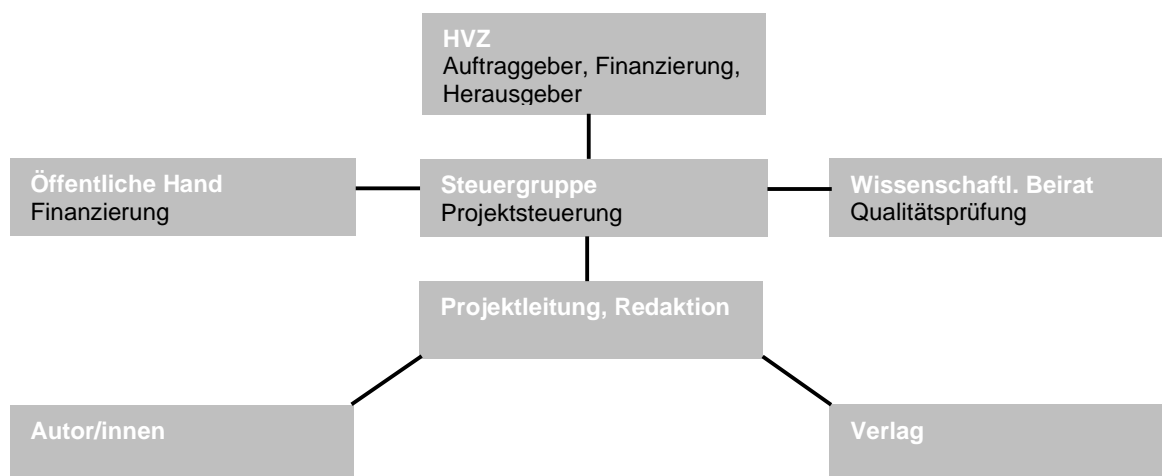 HVZ
Auftraggeber, Finanzierung,
Herausgeber
Öffentliche Hand
Finanzierung
Steuergruppe
Projektsteuerung
Wissenschaftl. Beirat
Qualitätsprüfung
Projektleitung, Redaktion
Autor/innen
Verlag